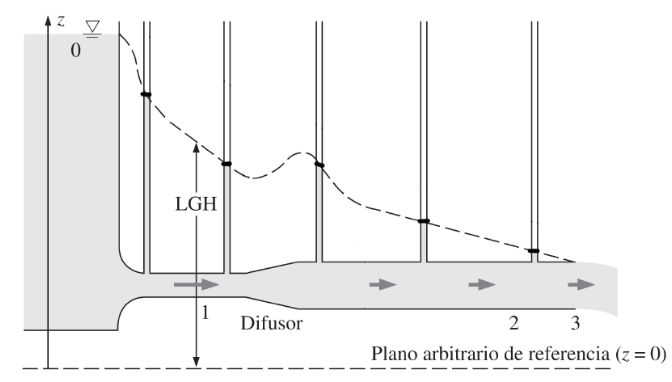 z
0
LGH
1
Difusor
2
3
Plano arbitrario de referencia (z = 0)